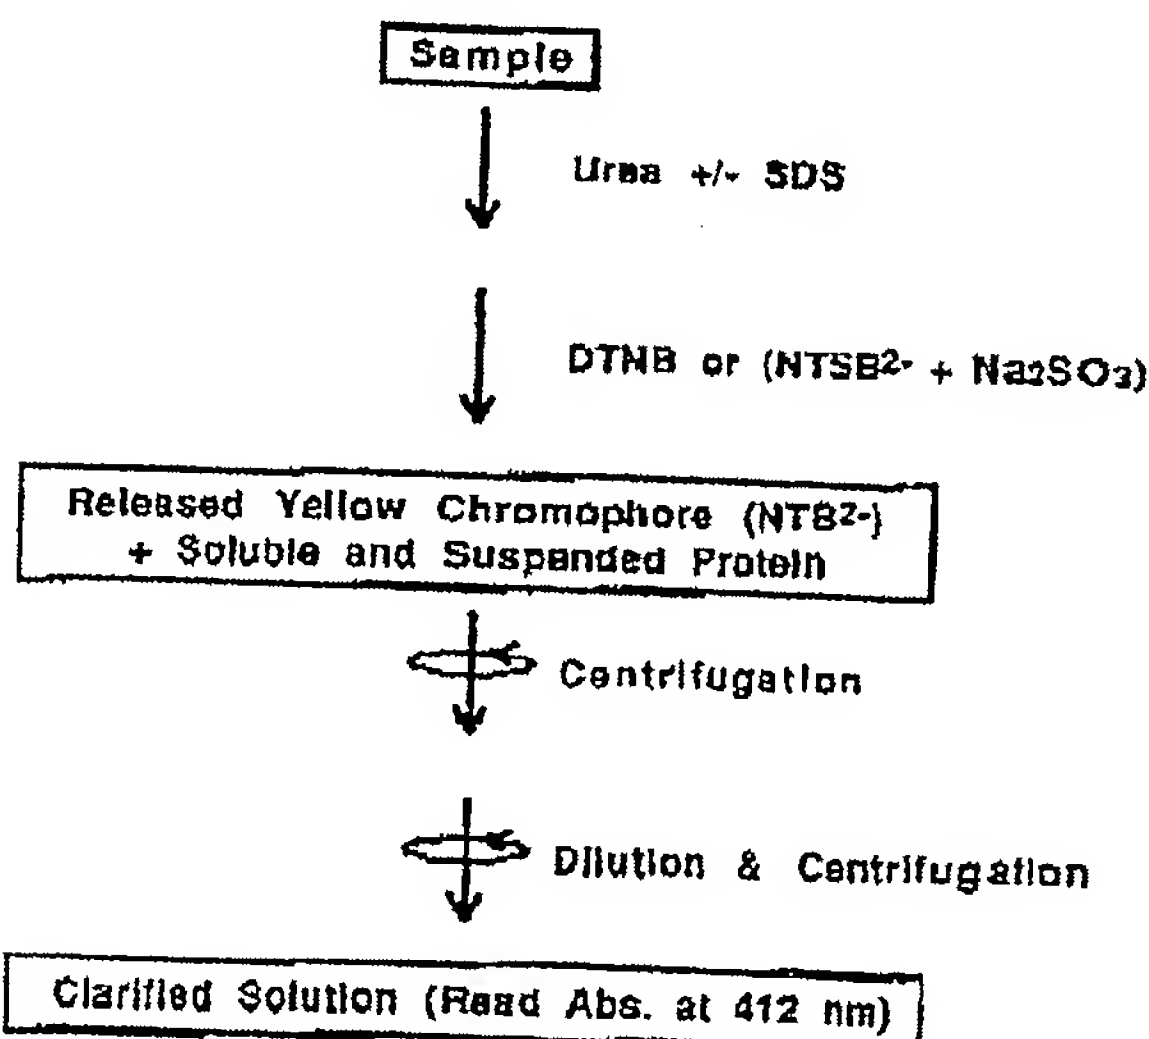 Sample
Urea +/- SDS
DTNB or (NTSB²⁻ + Na₂SO₃)
Released Yellow Chromophore (NTB²⁻)
+ Soluble and Suspended Protein
Centrifugation
Dilution & Centrifugation
Clarified Solution (Read Abs. at 412 nm)